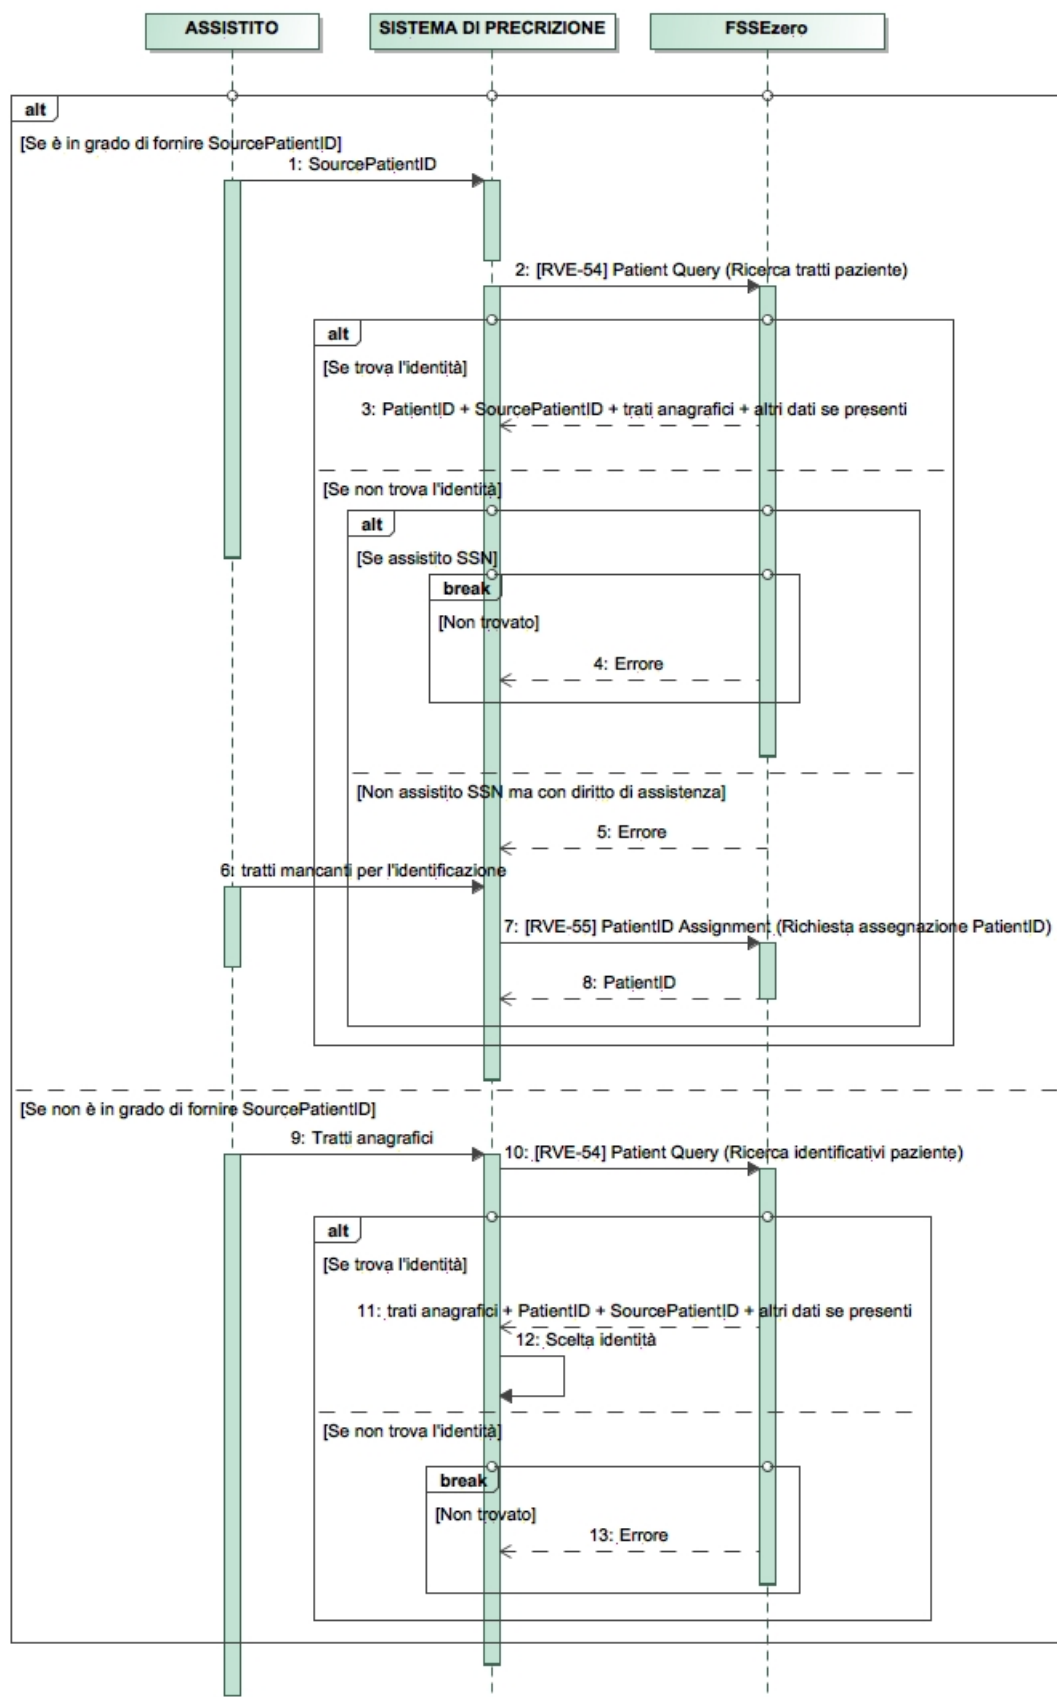 ASSISTITO
SISTEMA DI PRECRIZIONE
FSSEzero
alt
[Se è in grado di fornire SourcePatientID]
1: SourcePatientID
2: [RVE-54] Patient Query (Ricerca tratti paziente)
alt
[Se trova l'identità]
3: PatientID + SourcePatientID + trati anagrafici + altri dati se presenti
[Se non trova l'identità]
alt
[Se assistito SSN]
break
[Non trovato]
4: Errore
[Non assistito SSN ma con diritto di assistenza]
5: Errore
6: tratti mancanti per l'identificazione
7: [RVE-55] PatientID Assignment (Richiesta assegnazione PatientID)
8: PatientID
[Se non è in grado di fornire SourcePatientID]
9: Tratti anagrafici
10: [RVE-54] Patient Query (Ricerca identificativi paziente)
alt
[Se trova l'identità]
11: trati anagrafici + PatientID + SourcePatientID + altri dati se presenti
12: Scelta identità
[Se non trova l'identità]
break
[Non trovato]
13: Errore